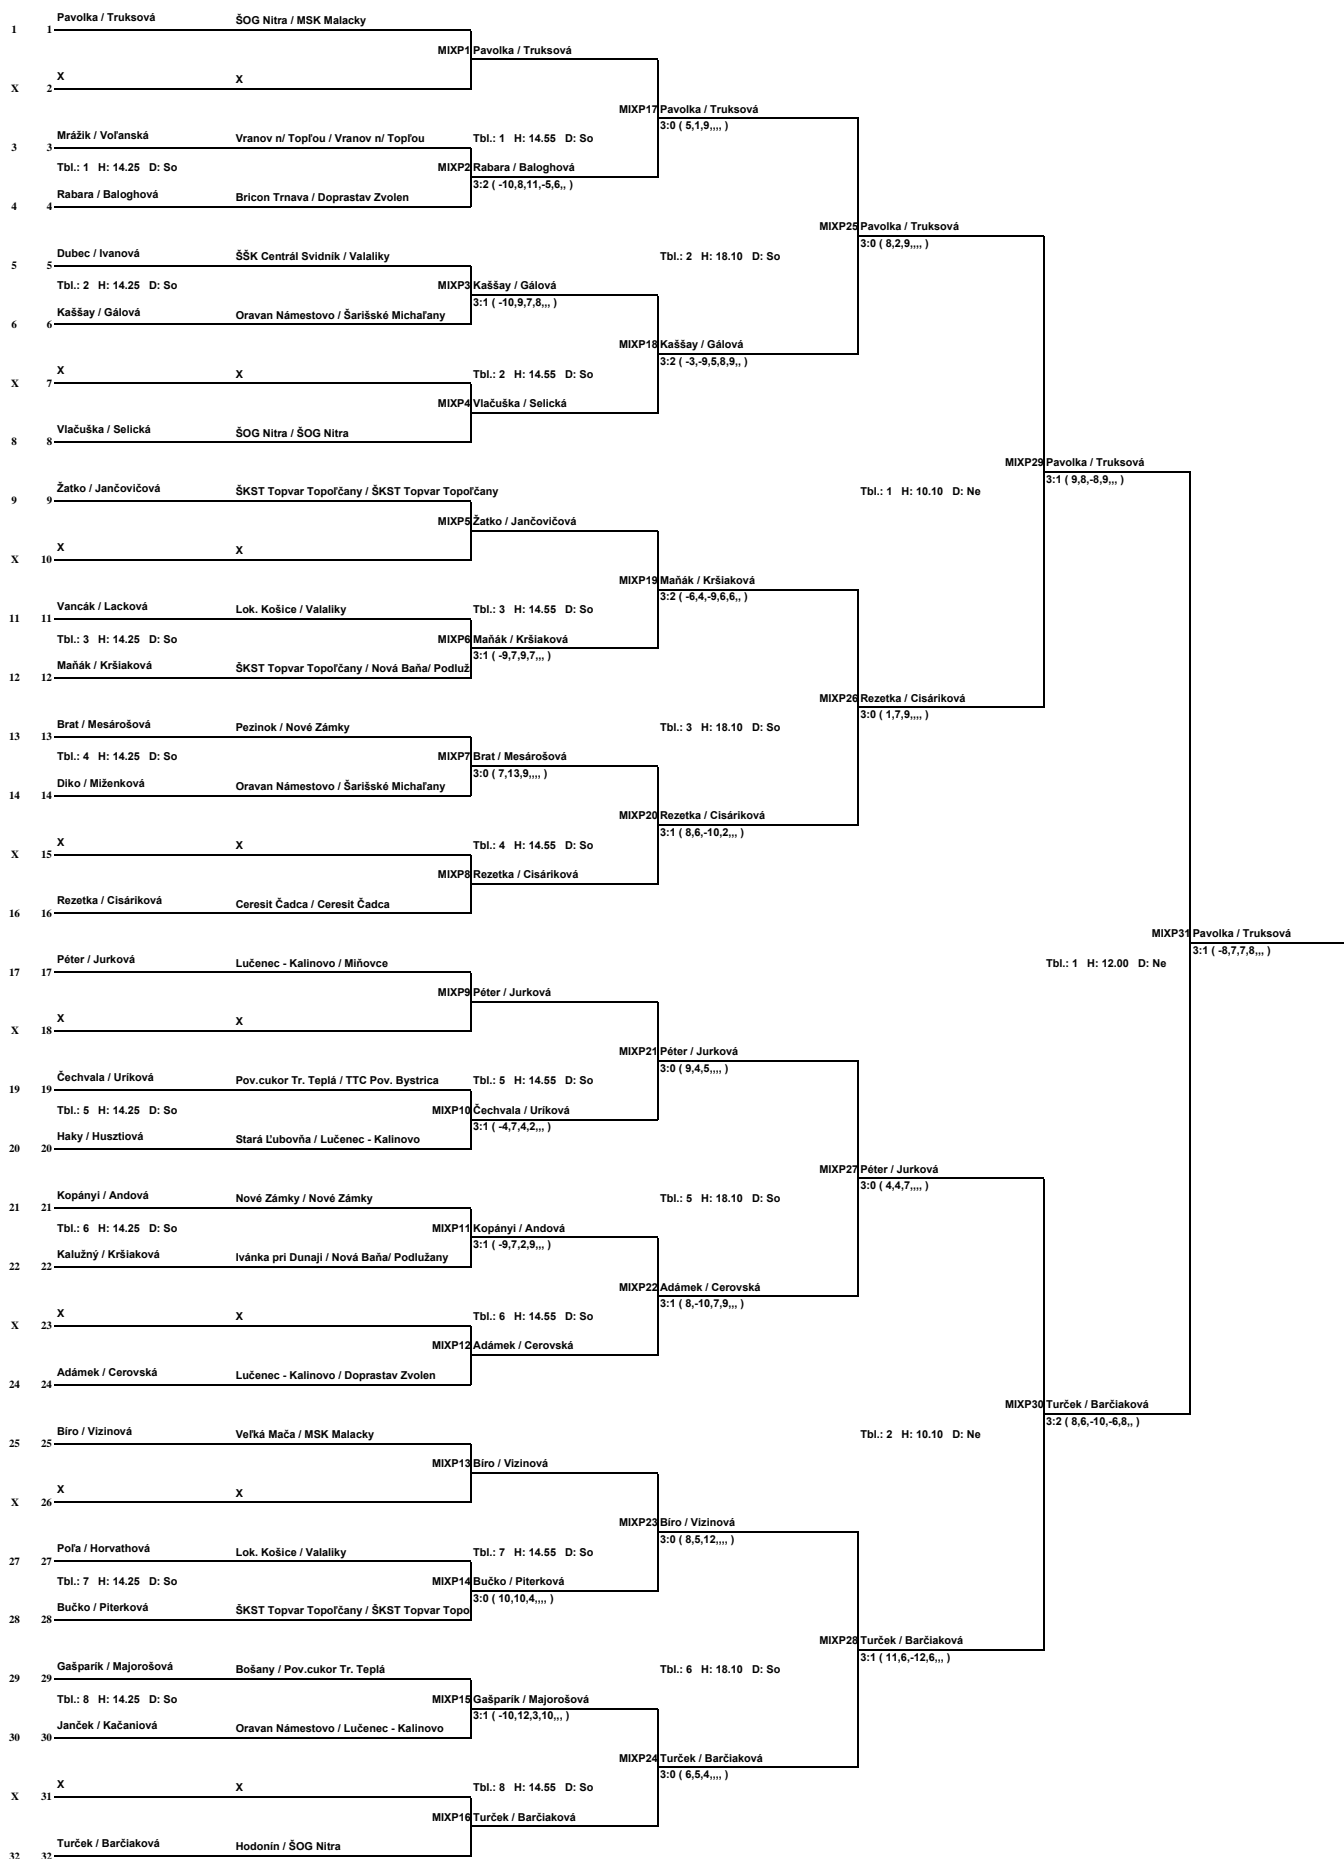 Pavolka / Truksová ŠOG Nitra / MSK Malacky
1 1
MIXP1 Pavolka / Truksová
X X
X 2
MIXP17 Pavolka / Truksová
3:0 ( 5,1,9,,,, )
Mrážik / Voľanská Vranov n/ Topľou / Vranov n/ Topľou Tbl.: 1 H: 14.55 D: So
3 3
Tbl.: 1 H: 14.25 D: So MIXP2 Rabara / Baloghová
3:2 ( -10,8,11,-5,6,, )
Rabara / Baloghová Bricon Trnava / Doprastav Zvolen
4 4
MIXP25 Pavolka / Truksová
3:0 ( 8,2,9,,,, )
Dubec / Ivanová ŠŠK Centrál Svidník / Valaliky Tbl.: 2 H: 18.10 D: So
5 5
Tbl.: 2 H: 14.25 D: So MIXP3 Kaššay / Gálová
3:1 ( -10,9,7,8,,, )
Kaššay / Gálová Oravan Námestovo / Šarišské Michaľany
6 6
MIXP18 Kaššay / Gálová
3:2 ( -3,-9,5,8,9,, )
X X Tbl.: 2 H: 14.55 D: So
X 7
MIXP4 Vlačuška / Selická
Vlačuška / Selická ŠOG Nitra / ŠOG Nitra
8 8
MIXP29 Pavolka / Truksová
3:1 ( 9,8,-8,9,,, )
Žatko / Jančovičová ŠKST Topvar Topoľčany / ŠKST Topvar Topoľčany Tbl.: 1 H: 10.10 D: Ne
9 9
MIXP5 Žatko / Jančovičová
X X
X 10
MIXP19 Maňák / Kršiaková
3:2 ( -6,4,-9,6,6,, )
Vancák / Lacková Lok. Košice / Valaliky Tbl.: 3 H: 14.55 D: So
11 11
Tbl.: 3 H: 14.25 D: So MIXP6 Maňák / Kršiaková
3:1 ( -9,7,9,7,,, )
Maňák / Kršiaková ŠKST Topvar Topoľčany / Nová Baňa/ Podluž
12 12
MIXP26 Rezetka / Cisáriková
3:0 ( 1,7,9,,,, )
Brat / Mesárošová Pezinok / Nové Zámky Tbl.: 3 H: 18.10 D: So
13 13
Tbl.: 4 H: 14.25 D: So MIXP7 Brat / Mesárošová
3:0 ( 7,13,9,,,, )
Diko / Miženková Oravan Námestovo / Šarišské Michaľany
14 14
MIXP20 Rezetka / Cisáriková
3:1 ( 8,6,-10,2,,, )
X X Tbl.: 4 H: 14.55 D: So
X 15
MIXP8 Rezetka / Cisáriková
Rezetka / Cisáriková Ceresit Čadca / Ceresit Čadca
16 16
MIXP31 Pavolka / Truksová
3:1 ( -8,7,7,8,,, )
Péter / Jurková Lučenec - Kalinovo / Miňovce Tbl.: 1 H: 12.00 D: Ne
17 17
MIXP9 Péter / Jurková
X X
X 18
MIXP21 Péter / Jurková
3:0 ( 9,4,5,,,, )
Čechvala / Uríková Pov.cukor Tr. Teplá / TTC Pov. Bystrica Tbl.: 5 H: 14.55 D: So
19 19
Tbl.: 5 H: 14.25 D: So MIXP10 Čechvala / Uríková
3:1 ( -4,7,4,2,,, )
Haky / Husztiová Stará Ľubovňa / Lučenec - Kalinovo
20 20
MIXP27 Péter / Jurková
3:0 ( 4,4,7,,,, )
Kopányi / Andová Nové Zámky / Nové Zámky Tbl.: 5 H: 18.10 D: So
21 21
Tbl.: 6 H: 14.25 D: So MIXP11 Kopányi / Andová
3:1 ( -9,7,2,9,,, )
Kalužný / Kršiaková Ivánka pri Dunaji / Nová Baňa/ Podlužany
22 22
MIXP22 Adámek / Cerovská
3:1 ( 8,-10,7,9,,, )
X X Tbl.: 6 H: 14.55 D: So
X 23
MIXP12 Adámek / Cerovská
Adámek / Cerovská Lučenec - Kalinovo / Doprastav Zvolen
24 24
MIXP30 Turček / Barčiaková
3:2 ( 8,6,-10,-6,8,, )
Bíro / Vizinová Veľká Mača / MSK Malacky Tbl.: 2 H: 10.10 D: Ne
25 25
MIXP13 Bíro / Vizinová
X X
X 26
MIXP23 Bíro / Vizinová
3:0 ( 8,5,12,,,, )
Poľa / Horvathová Lok. Košice / Valaliky Tbl.: 7 H: 14.55 D: So
27 27
Tbl.: 7 H: 14.25 D: So MIXP14 Bučko / Piterková
3:0 ( 10,10,4,,,, )
Bučko / Piterková ŠKST Topvar Topoľčany / ŠKST Topvar Topo
28 28
MIXP28 Turček / Barčiaková
3:1 ( 11,6,-12,6,,, )
Gašparík / Majorošová Bošany / Pov.cukor Tr. Teplá Tbl.: 6 H: 18.10 D: So
29 29
Tbl.: 8 H: 14.25 D: So MIXP15 Gašparík / Majorošová
3:1 ( -10,12,3,10,,, )
Janček / Kačaniová Oravan Námestovo / Lučenec - Kalinovo
30 30
MIXP24 Turček / Barčiaková
3:0 ( 6,5,4,,,, )
X X Tbl.: 8 H: 14.55 D: So
X 31
MIXP16 Turček / Barčiaková
Turček / Barčiaková Hodonín / ŠOG Nitra
32 32